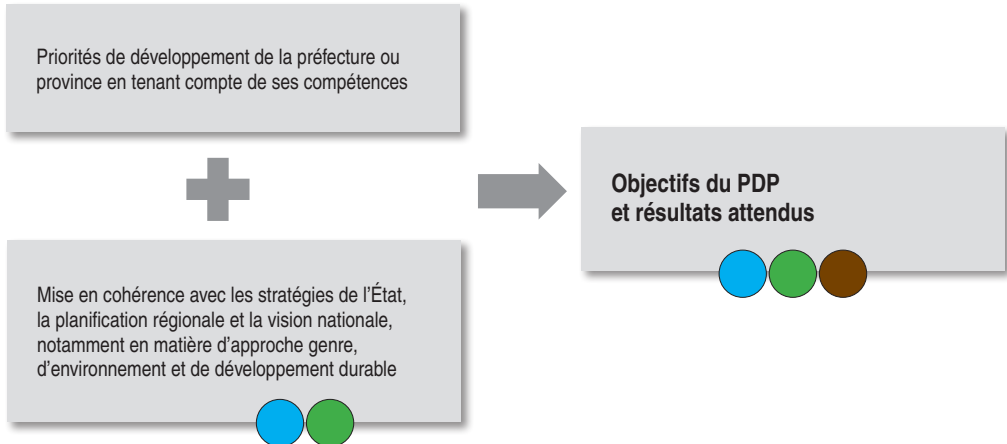 Priorités de développement de la préfecture ou
province en tenant compte de ses compétences
Mise en cohérence avec les stratégies de l’État,
la planification régionale et la vision nationale,
notamment en matière d’approche genre,
d’environnement et de développement durable
Objectifs du PDP
et résultats attendus